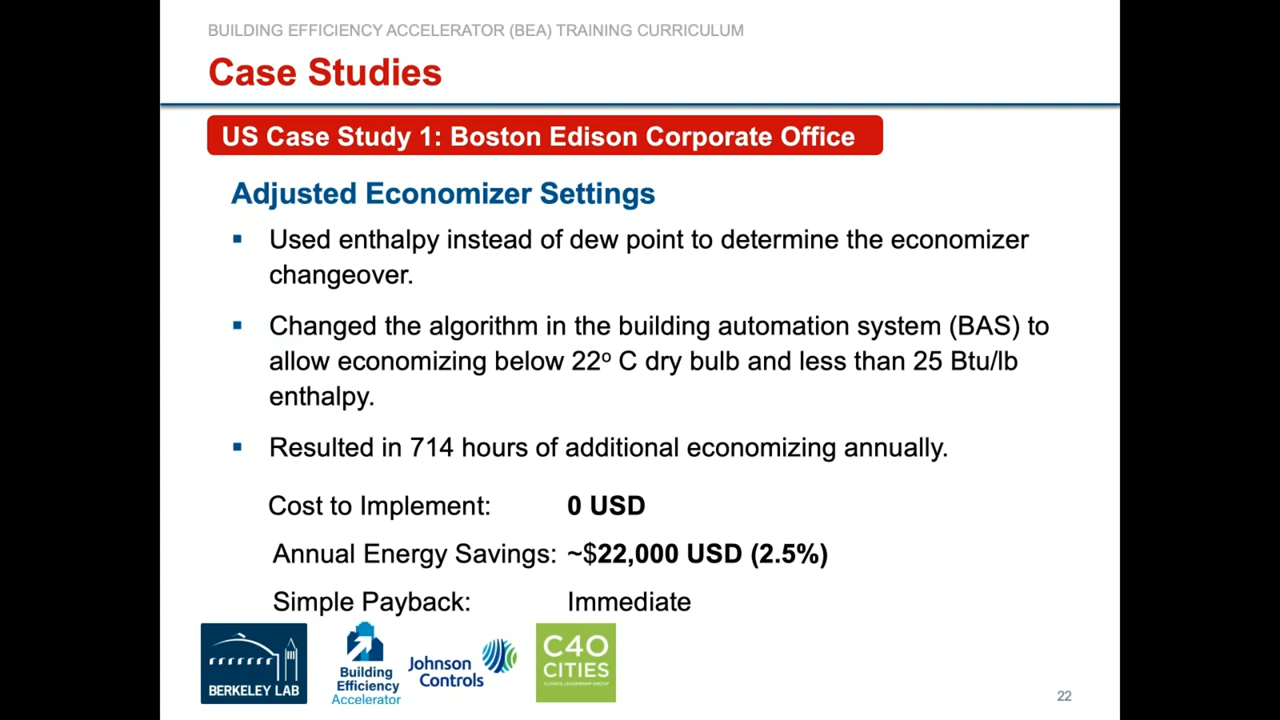 BUILDING EFFICIENCY ACCELERATOR (BEA) TRAINING CURRICULUM
Case Studies
US Case Study 1: Boston Edison Corporate Office
Adjusted Economizer Settings
▪ Used enthalpy instead of dew point to determine the economizer
changeover.
▪ Changed the algorithm in the building automation system (BAS) to
allow economizing below 22º C dry bulb and less than 25 Btu/lb
enthalpy.
▪ Resulted in 714 hours of additional economizing annually.
Cost to Implement: 0 USD
Annual Energy Savings: ~$22,000 USD (2.5%)
Simple Payback: Immediate
BERKELEY LAB
Building
Efficiency
Accelerator
Johnson
Controls
C40
CITIES
CLIMATE LEADERSHIP GROUP
22